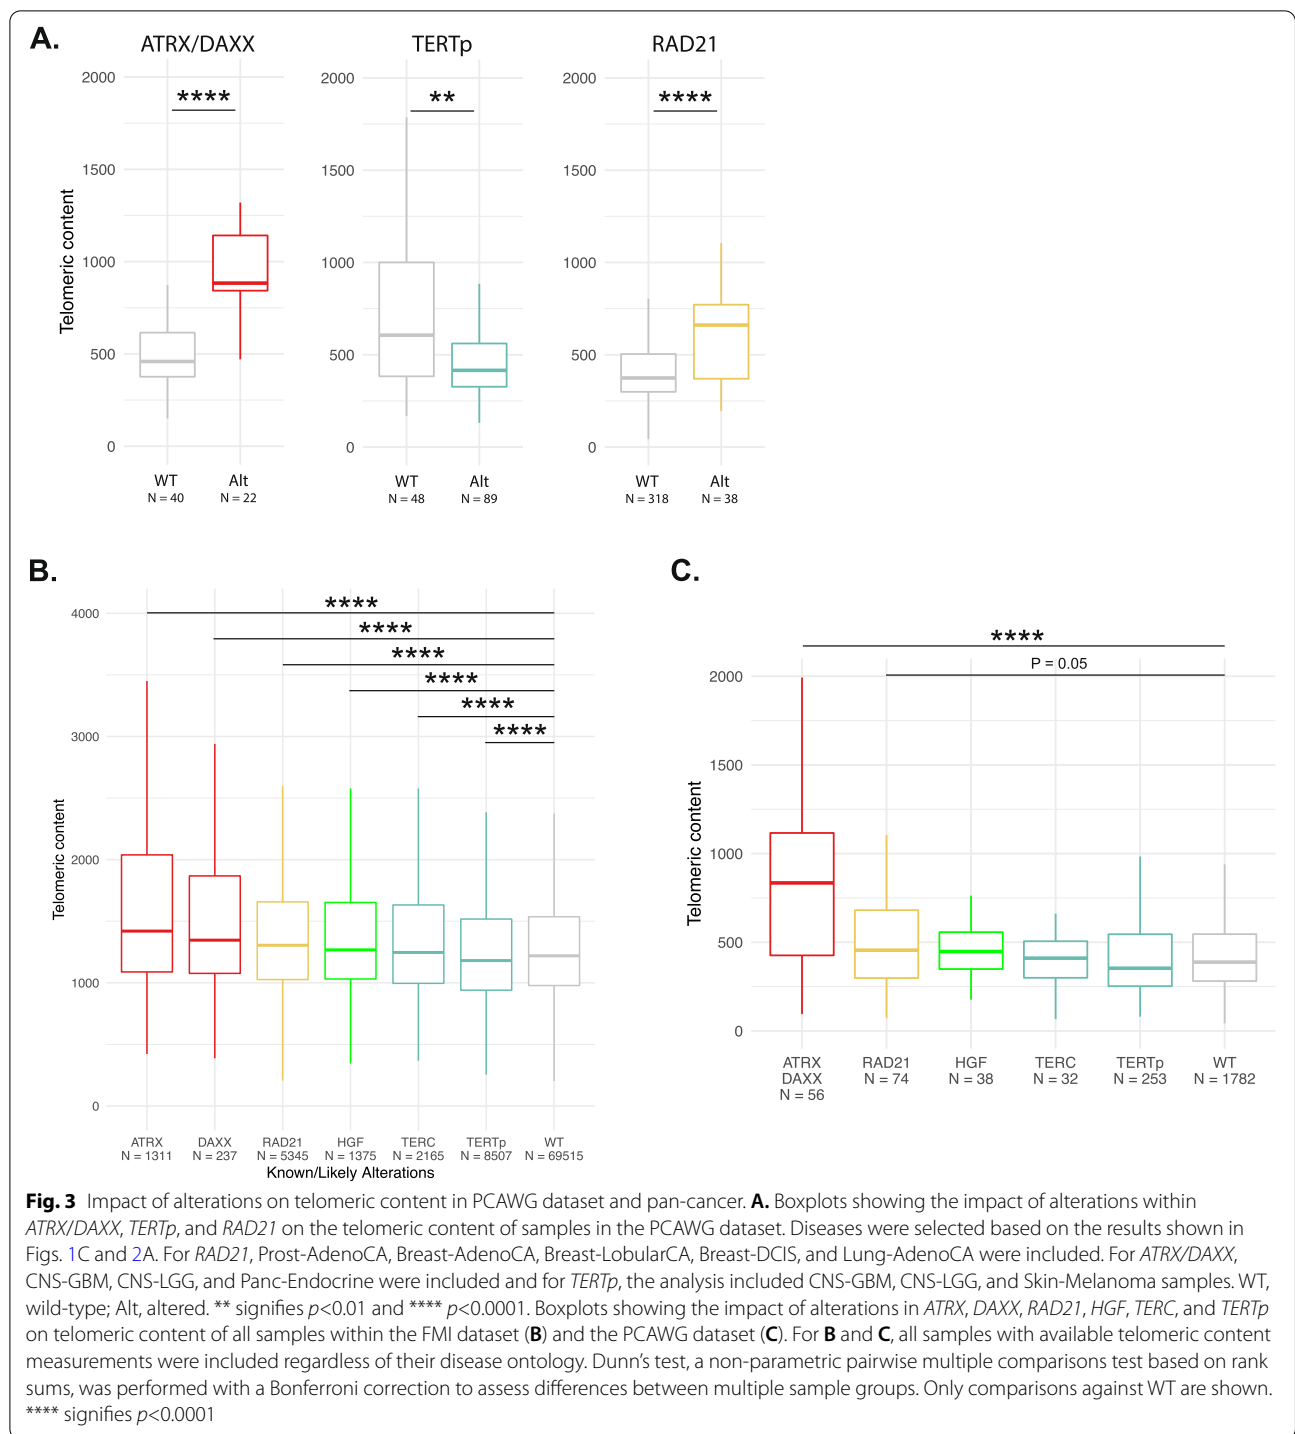 A.
ATRX/DAXX
TERTp
RAD21
Telomeric content
2000
1500
1000
500
0
****
WT
N = 40
Alt
N = 22
2000
1500
1000
500
0
**
WT
N = 48
Alt
N = 89
2000
1500
1000
500
0
****
WT
N = 318
Alt
N = 38
B.
Telomeric content
4000
3000
2000
1000
0
****
****
****
****
****
****
ATRX
N = 1311
DAXX
N = 237
RAD21
N = 5345
HGF
N = 1375
TERC
N = 2165
TERTp
N = 8507
WT
N = 69515
Known/Likely Alterations
C.
Telomeric content
2000
1500
1000
500
0
****
P = 0.05
ATRX
DAXX
N = 56
RAD21
N = 74
HGF
N = 38
TERC
N = 32
TERTp
N = 253
WT
N = 1782
Fig. 3 Impact of alterations on telomeric content in PCAWG dataset and pan-cancer. A. Boxplots showing the impact of alterations within
ATRX/DAXX, TERTp, and RAD21 on the telomeric content of samples in the PCAWG dataset. Diseases were selected based on the results shown in
Figs. 1C and 2A. For RAD21, Prost-AdenoCA, Breast-AdenoCA, Breast-LobularCA, Breast-DCIS, and Lung-AdenoCA were included. For ATRX/DAXX,
CNS-GBM, CNS-LGG, and Panc-Endocrine were included and for TERTp, the analysis included CNS-GBM, CNS-LGG, and Skin-Melanoma samples. WT,
wild-type; Alt, altered. ** signifies p<0.01 and **** p<0.0001. Boxplots showing the impact of alterations in ATRX, DAXX, RAD21, HGF, TERC, and TERTp
on telomeric content of all samples within the FMI dataset (B) and the PCAWG dataset (C). For B and C, all samples with available telomeric content
measurements were included regardless of their disease ontology. Dunn's test, a non-parametric pairwise multiple comparisons test based on rank
sums, was performed with a Bonferroni correction to assess differences between multiple sample groups. Only comparisons against WT are shown.
**** signifies p<0.0001